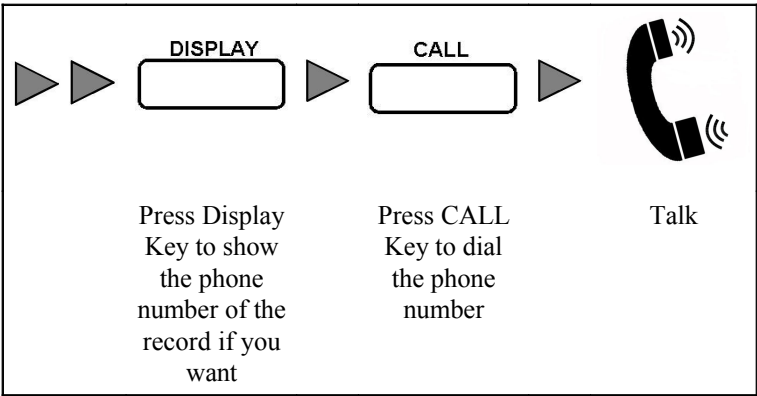 DISPLAY
CALL
Press Display
Key to show
the phone
number of the
record if you
want
Press CALL
Key to dial
the phone
number
Talk